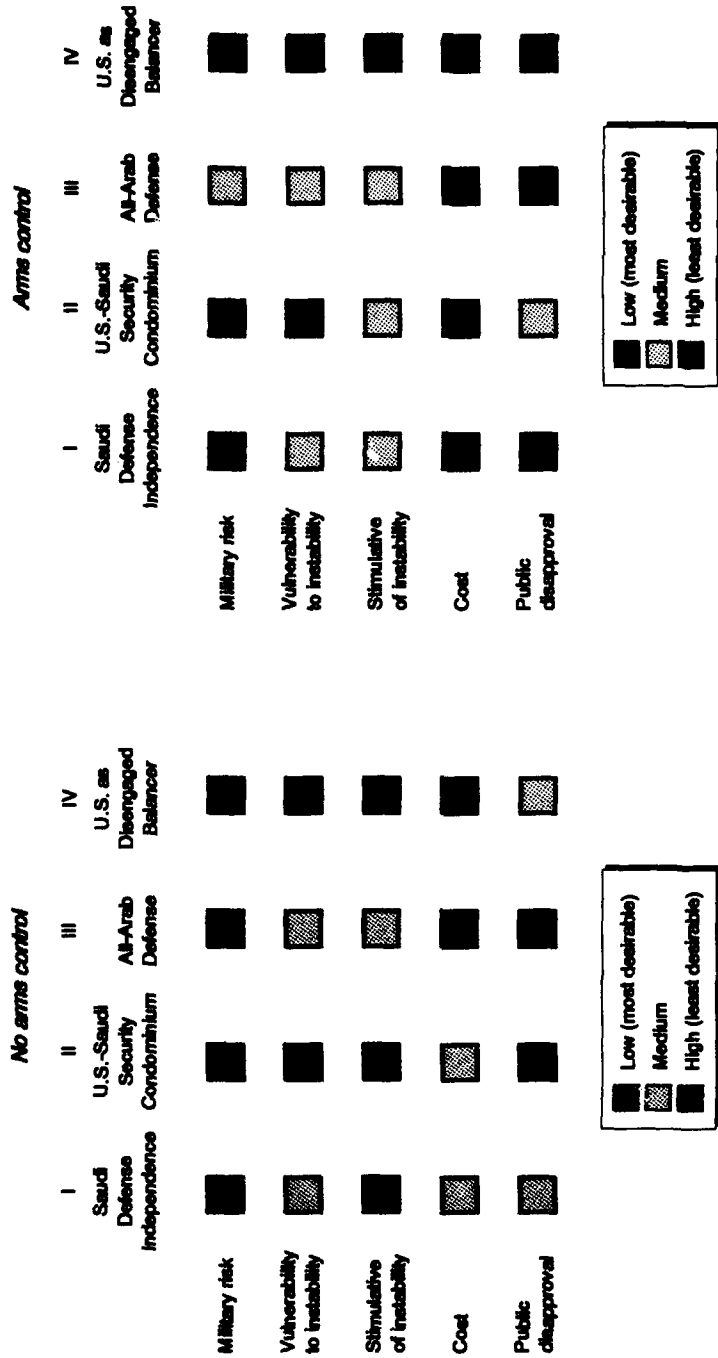 No arms control
I
II
III
IV
Saudi
Defense
Independence
U.S.-Saudi
Security
Condominium
All-Arab
Defense
U.S. as
Disengaged
Balancer
Military risk
Vulnerability
to instability
Stimulative
of instability
Cost
Public
disapproval
Low (most desirable)
Medium
High (least desirable)
Arms control
I
II
III
IV
Saudi
Defense
Independence
U.S.-Saudi
Security
Condominium
All-Arab
Defense
U.S. as
Disengaged
Balancer
Military risk
Vulnerability
to instability
Stimulative
of instability
Cost
Public
disapproval
Low (most desirable)
Medium
High (least desirable)